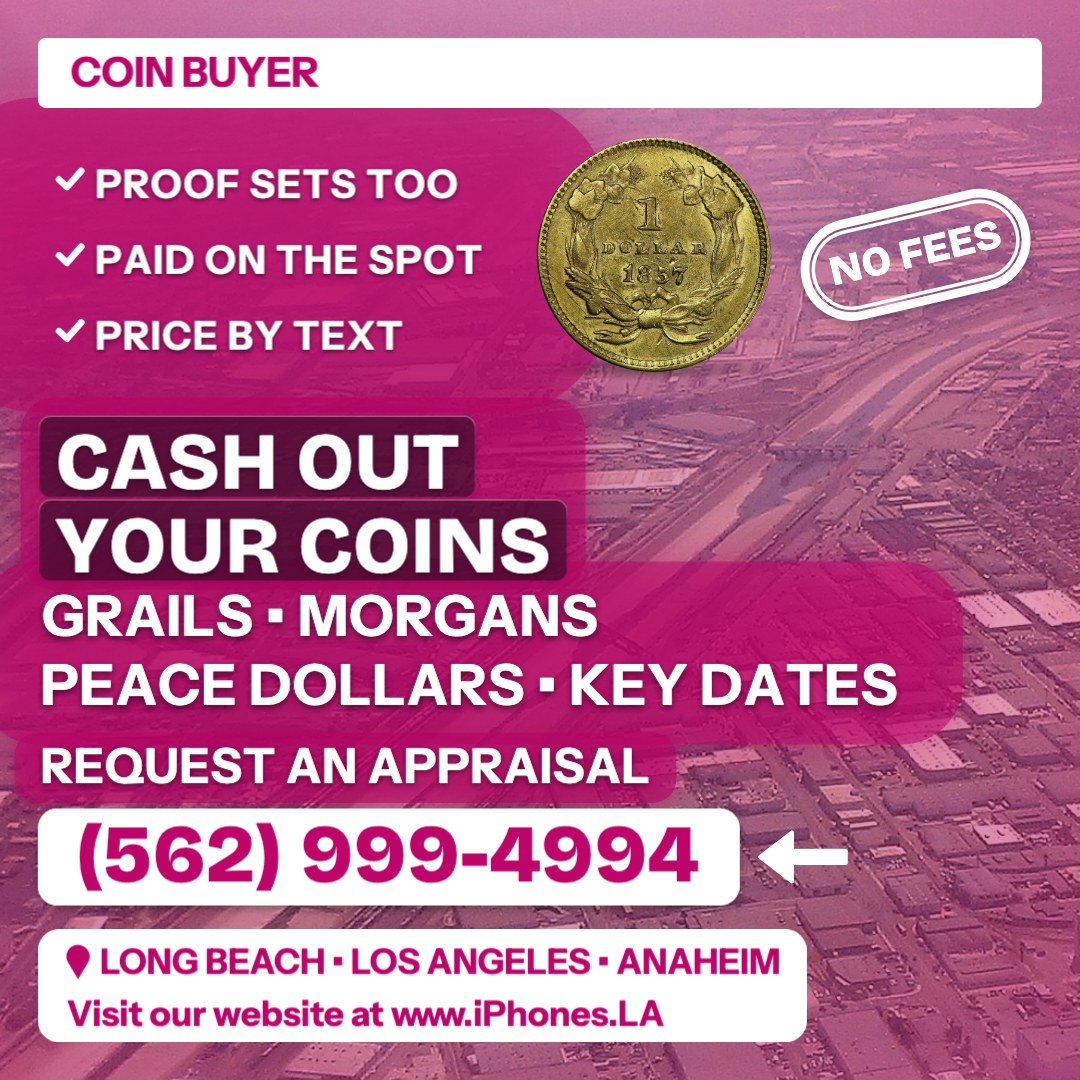 COIN BUYER
PROOF SETS TOO
PAID ON THE SPOT
PRICE BY TEXT
1
DOLLAR
1857
NO FEES
CASH OUT
YOUR COINS
GRAILS ▪ MORGANS
PEACE DOLLARS ▪ KEY DATES
REQUEST AN APPRAISAL
(562) 999-4994
LONG BEACH ▪ LOS ANGELES ▪ ANAHEIM
Visit our website at www.iPhones.LA